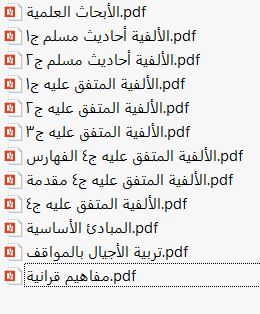 الأبحاث العلمية.pdf
الألفية أحاديث مسلم ج١.pdf
الألفية أحاديث مسلم ج٢.pdf
الألفية المتفق عليه ج١.pdf
الألفية المتفق عليه ج٢.pdf
الألفية المتفق عليه ج٣.pdf
الألفية المتفق عليه ج٤ الفهارس.pdf
الألفية المتفق عليه ج٤ مقدمة.pdf
الألفية المتفق عليه ج٤.pdf
المبادئ الأساسية.pdf
تربية الأجيال بالمواقف.pdf
مفاهيم قرانية.pdf